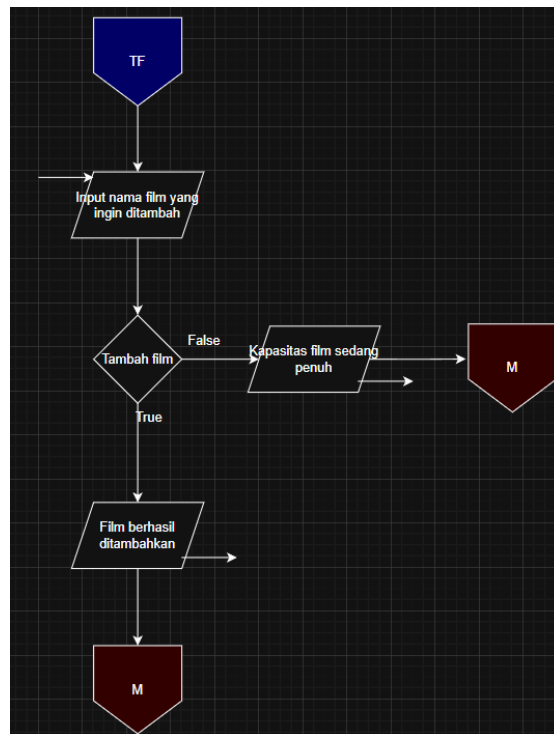 TF
Input nama film yang
ingin ditambah
Tambah film
False
Kapasitas film sedang
penuh
M
True
Film berhasil
ditambahkan
M